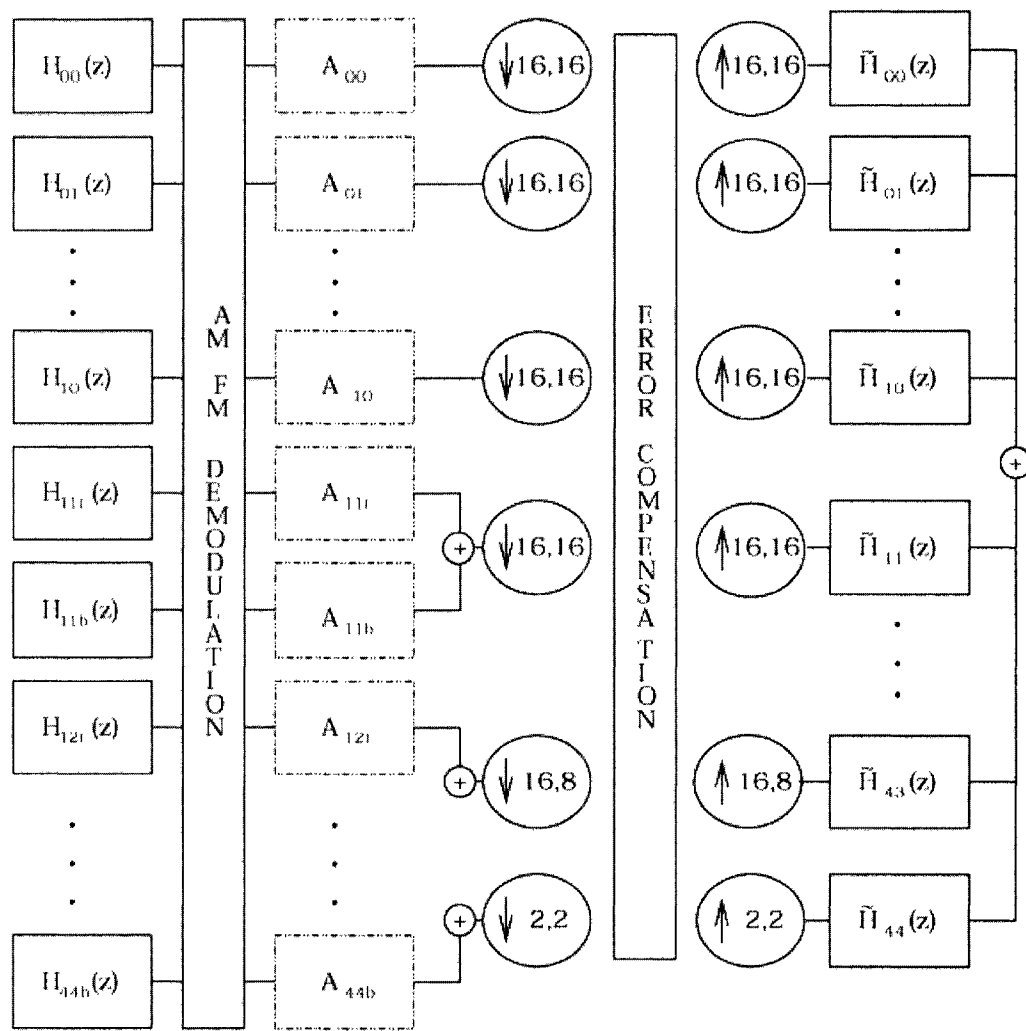 H00(z) A00 ↓16,16 ↑16,16 H̃00(z)
H01(z) A01 ↓16,16 ↑16,16 H̃01(z)
H10(z) A10 ↓16,16 ↑16,16 H̃10(z)
H11t(z) A11t
+ ↓16,16 ↑16,16 H̃11(z)
H11b(z) A11b
H12t(z) A12t
+ ↓16,8 ↑16,8 H̃43(z)
+ ↓2,2 ↑2,2 H̃44(z)
H44b(z) A44b
+
AM FM DEMODULATION
ERROR COMPENSATION